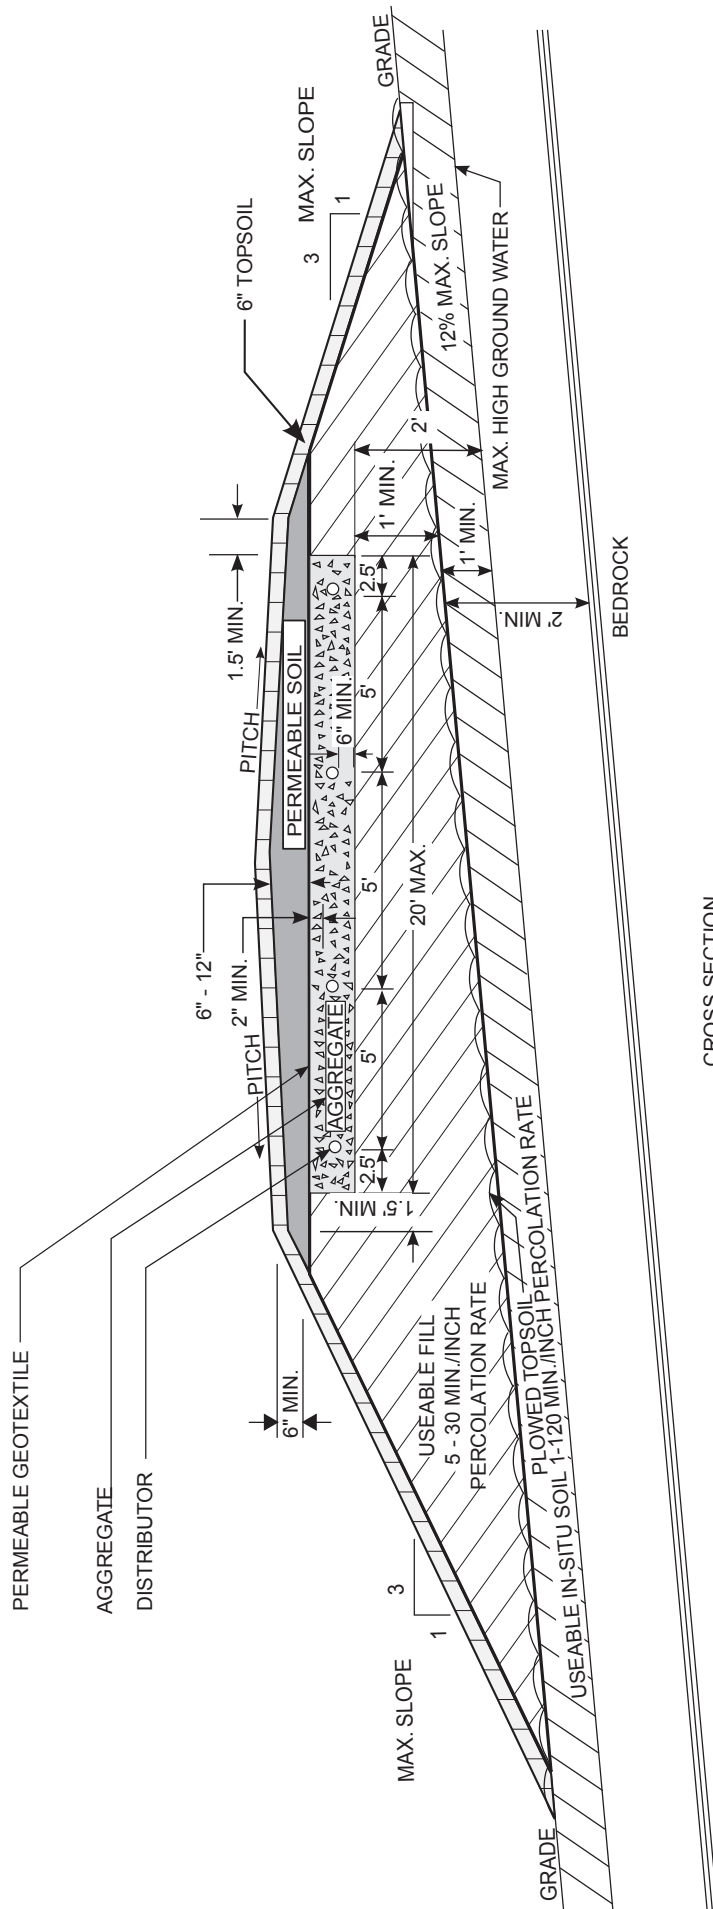 PERMEABLE GEOTEXTILE
AGGREGATE
DISTRIBUTOR
6" - 12"
2" MIN.
PITCH
PITCH
1.5' MIN.
6" TOPSOIL
MAX. SLOPE
3
1
GRADE
6" MIN.
PERMEABLE SOIL
AGGREGATE
6" MIN.
2.5'
5'
5'
5'
2.5'
1.5' MIN.
20' MAX.
1' MIN.
2'
12% MAX. SLOPE
1' MIN.
MAX. HIGH GROUND WATER
2' MIN.
BEDROCK
MAX. SLOPE
3
1
USEABLE FILL
5 - 30 MIN./INCH
PERCOLATION RATE
PLOWED TOPSOIL
USEABLE IN-SITU SOIL 1-120 MIN./INCH PERCOLATION RATE
GRADE
CROSS SECTION